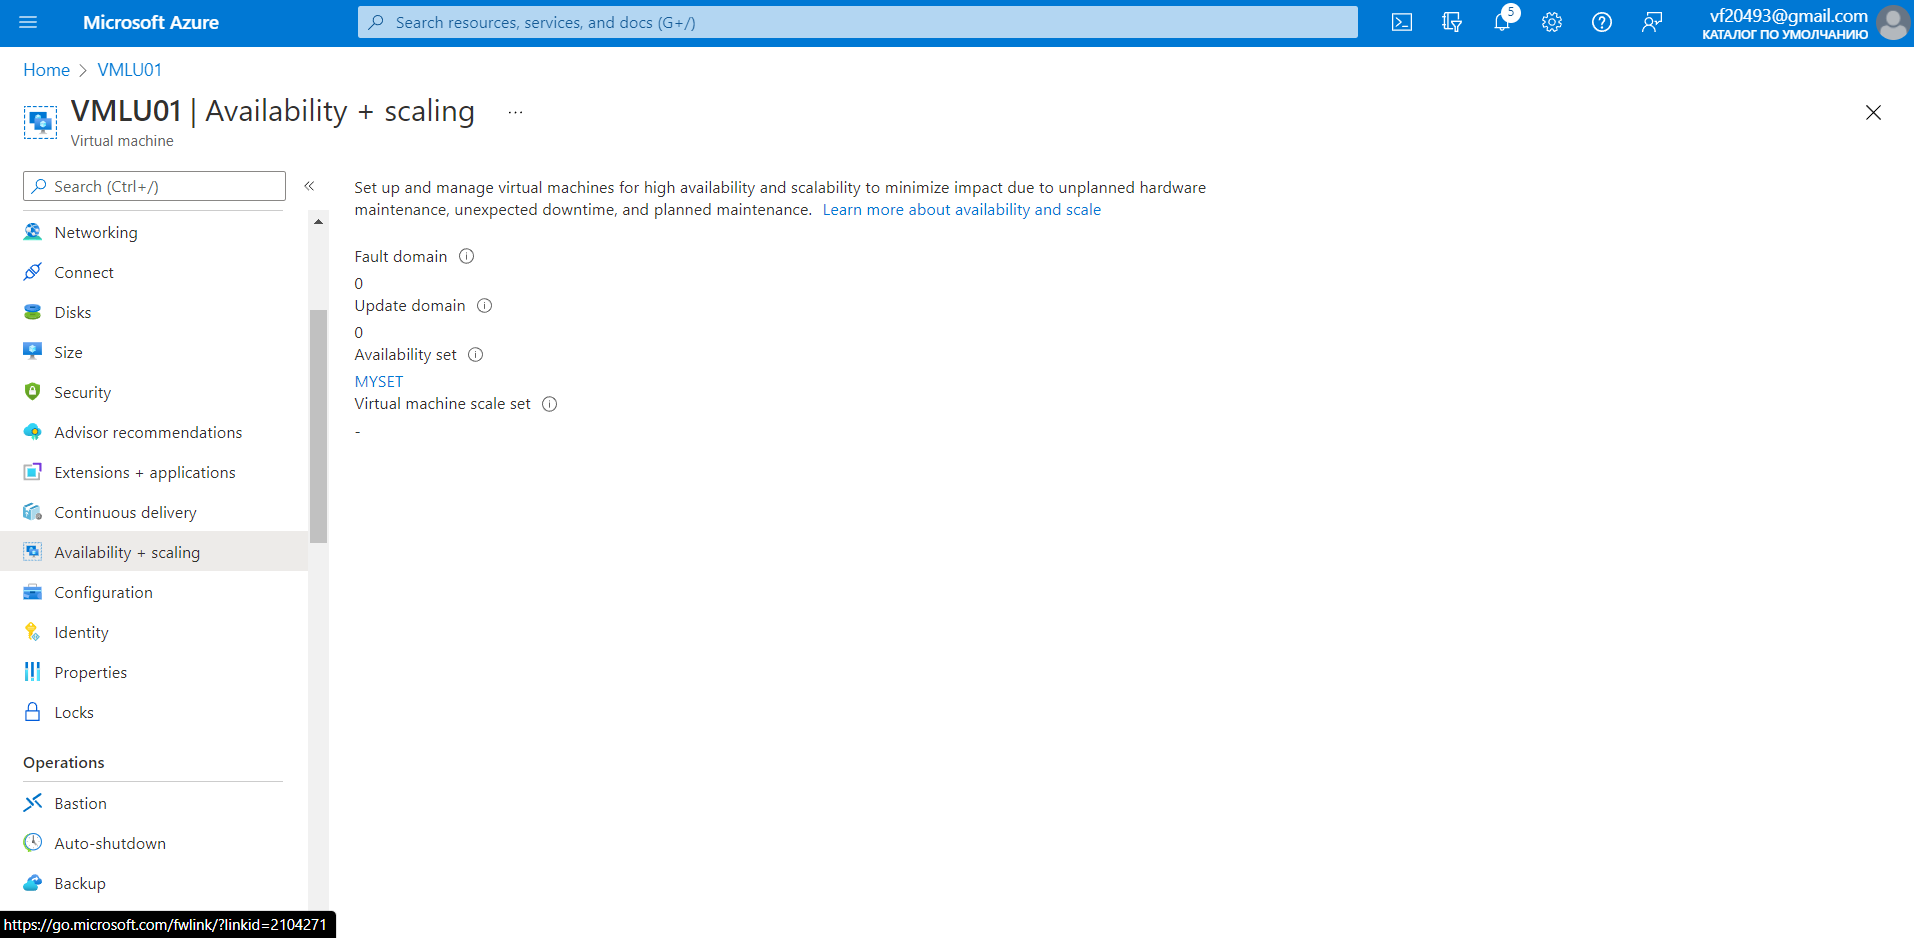 Microsoft Azure
Search resources, services, and docs (G+/)
5
vf20493@gmail.com
КАТАЛОГ ПО УМОЛЧАНИЮ
Home > VMLU01
VMLU01 | Availability + scaling ...
Virtual machine
Search (Ctrl+/) «
Networking
Connect
Disks
Size
Security
Advisor recommendations
Extensions + applications
Continuous delivery
Availability + scaling
Configuration
Identity
Properties
Locks
Operations
Bastion
Auto-shutdown
Backup
Set up and manage virtual machines for high availability and scalability to minimize impact due to unplanned hardware
maintenance, unexpected downtime, and planned maintenance. Learn more about availability and scale
Fault domain
0
Update domain
0
Availability set
MYSET
Virtual machine scale set
-
https://go.microsoft.com/fwlink/?linkid=2104271